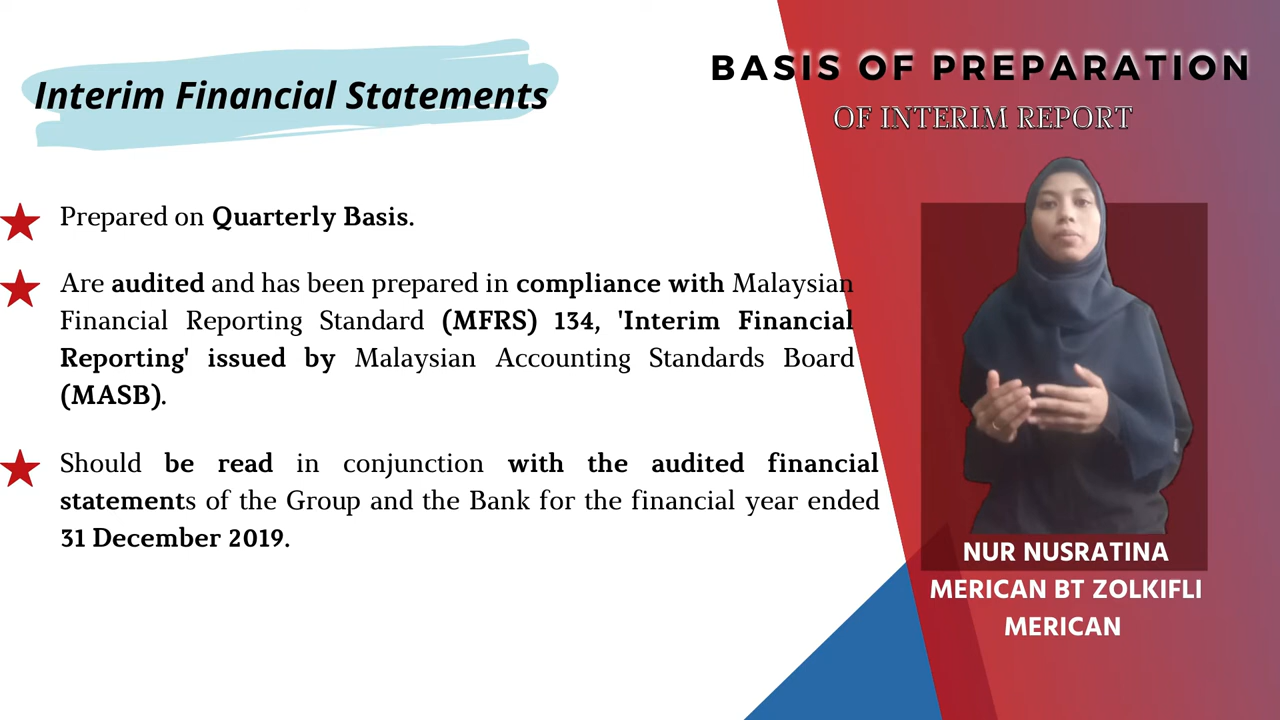 Interim Financial Statements
BASIS OF PREPARATION
OF INTERIM REPORT
Prepared on Quarterly Basis.
Are audited and has been prepared in compliance with Malaysian
Financial Reporting Standard (MFRS) 134, 'Interim Financial
Reporting' issued by Malaysian Accounting Standards Board
(MASB).
Should be read in conjunction with the audited financial
statements of the Group and the Bank for the financial year ended
31 December 2019.
NUR NUSRATINA
MERICAN BT ZOLKIFLI
MERICAN